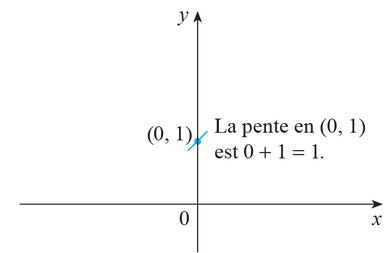 y
(0, 1)
La pente en (0, 1)
est 0 + 1 = 1.
0
x